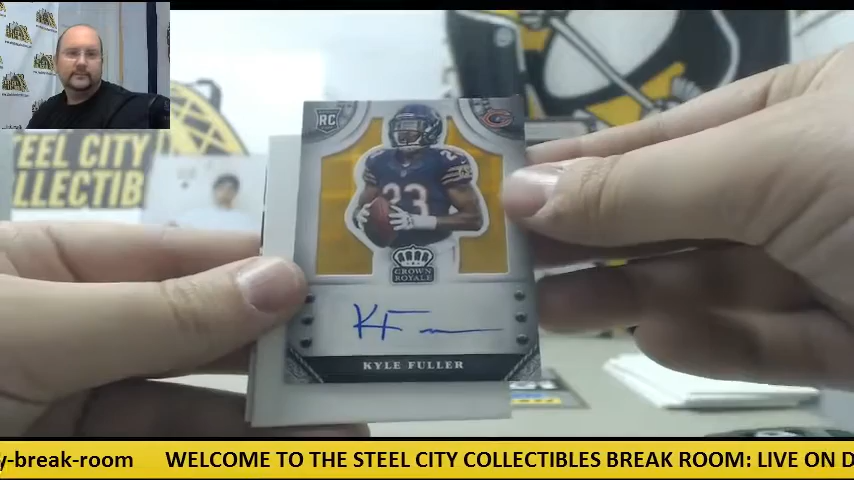 STEEL CITY
COLLECTIB
RC
C
23
CROWN
ROYALE
KF
KYLE FULLER
y-break-room WELCOME TO THE STEEL CITY COLLECTIBLES BREAK ROOM: LIVE ON D